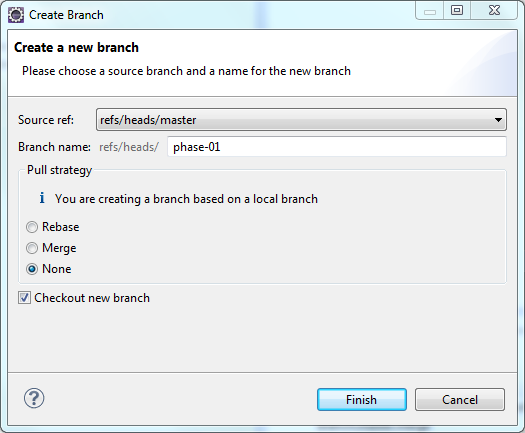 Create Branch
Create a new branch
Please choose a source branch and a name for the new branch
Source ref: refs/heads/master
Branch name: refs/heads/ phase-01
Pull strategy
i You are creating a branch based on a local branch
Rebase
Merge
None
Checkout new branch
? Finish Cancel